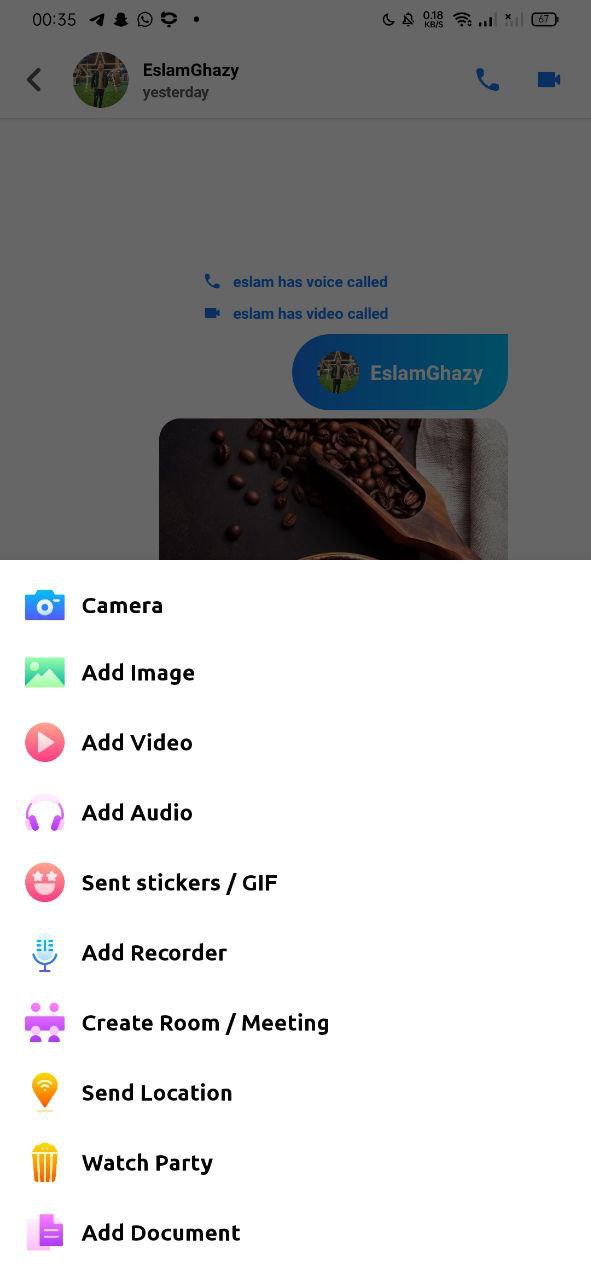 00:35
0.18
KB/S
67
EslamGhazy
yesterday
eslam has voice called
eslam has video called
EslamGhazy
Camera
Add Image
Add Video
Add Audio
Sent stickers / GIF
Add Recorder
Create Room / Meeting
Send Location
Watch Party
Add Document